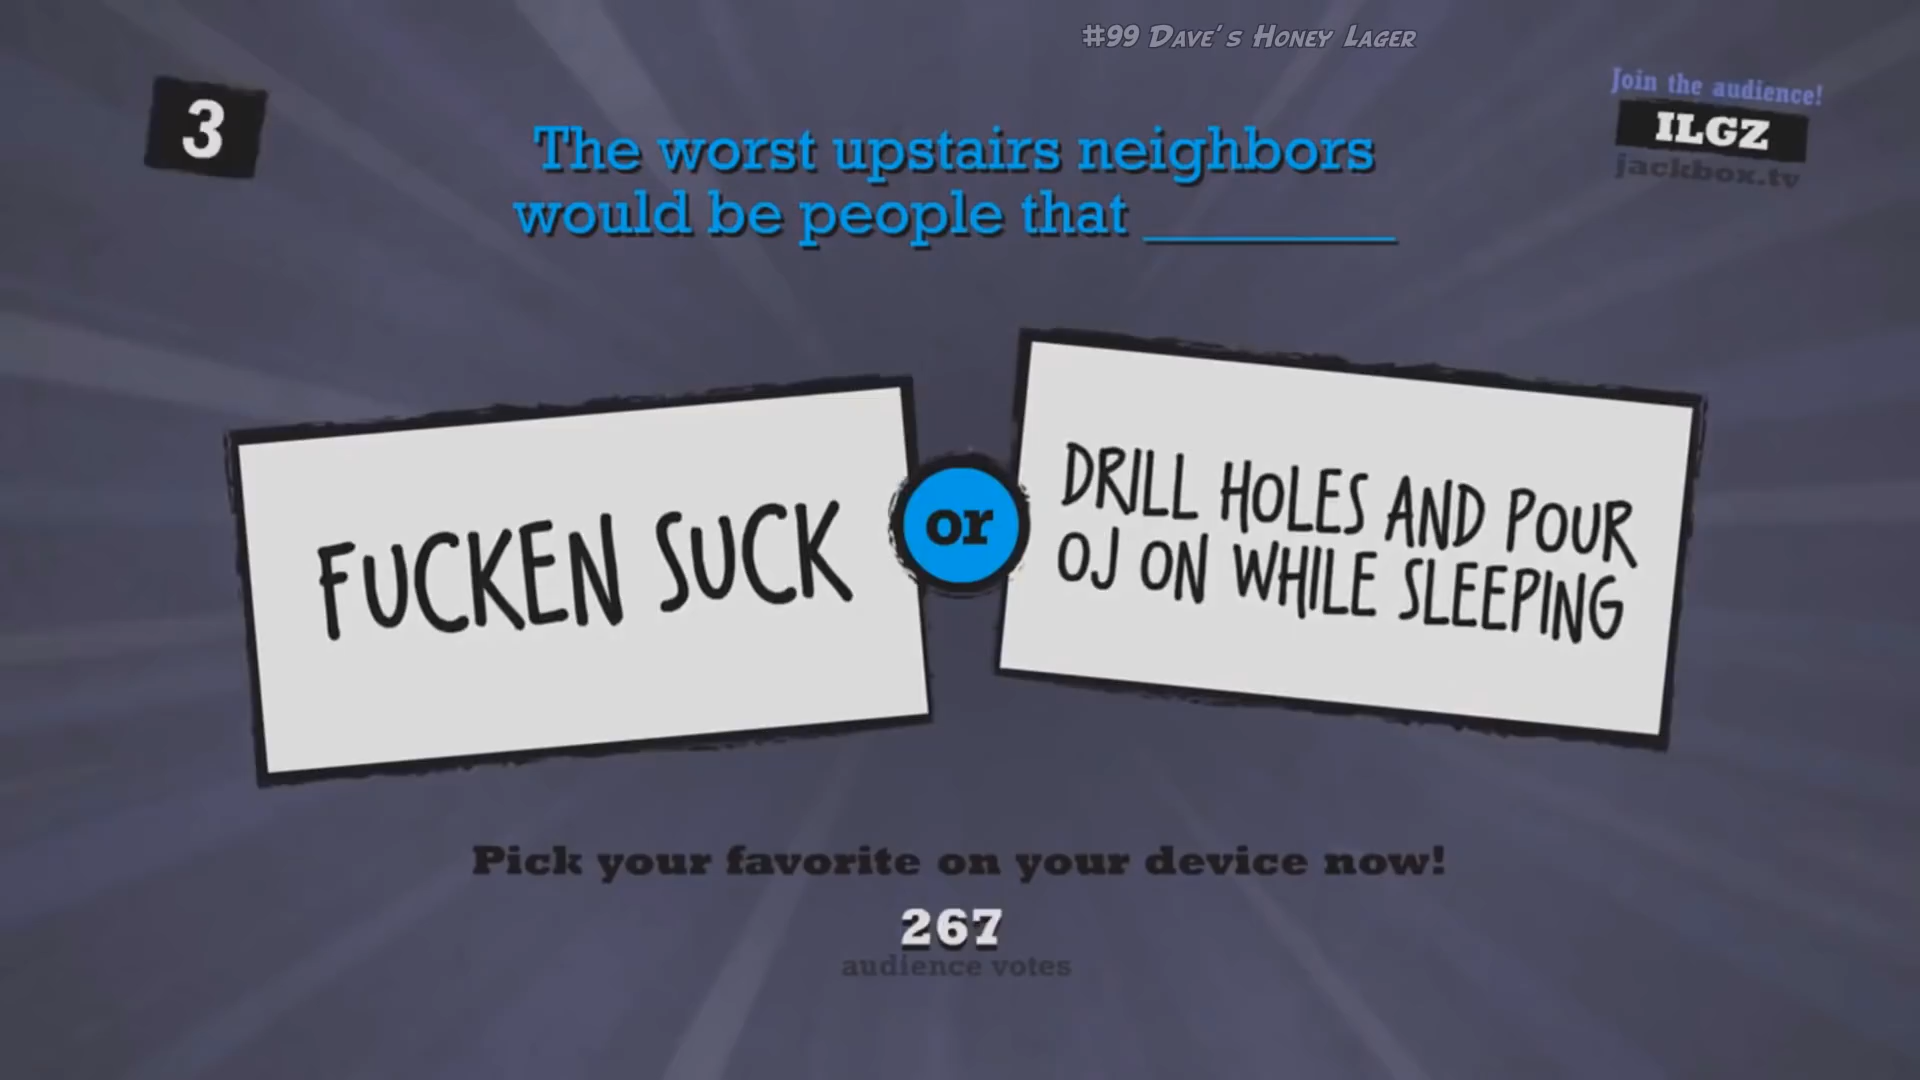 #99 Dave's Honey Lager
3
Join the audience!
ILGZ
jackbox.tv
The worst upstairs neighbors
would be people that __________
FUCKEN SUCK
or
DRILL HOLES AND POUR
OJ ON WHILE SLEEPING
Pick your favorite on your device now!
267
audience votes